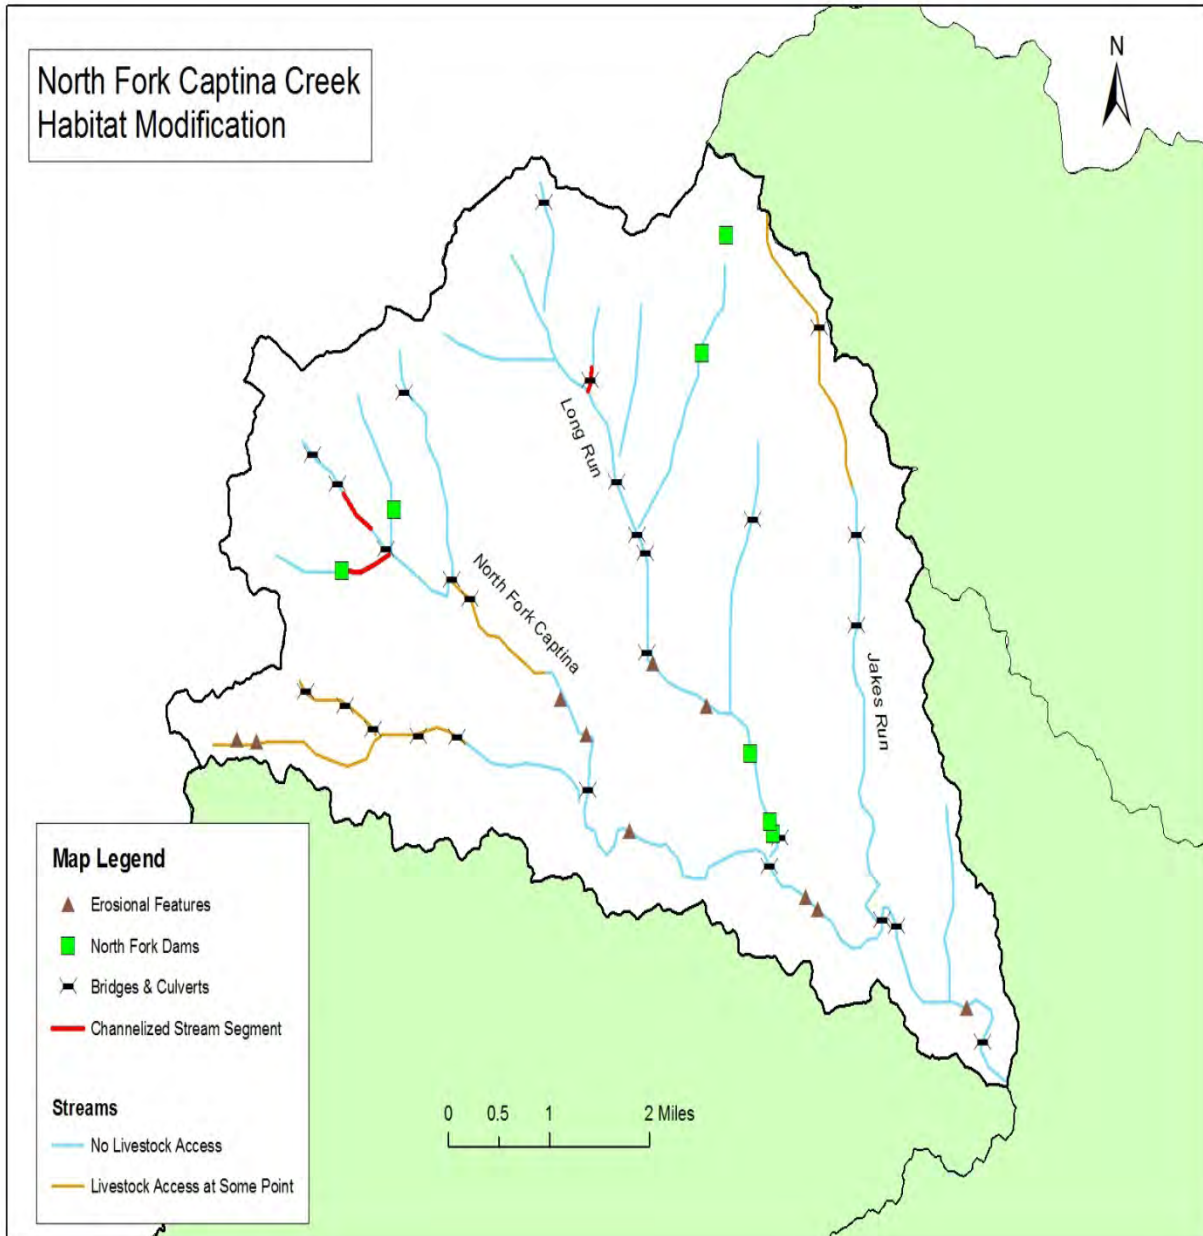 North Fork Captina Creek
Habitat Modification
N
Long Run
North Fork Captina
Jakes Run
Map Legend
Erosional Features
North Fork Dams
Bridges & Culverts
Channelized Stream Segment
Streams
No Livestock Access
Livestock Access at Some Point
0 0.5 1 2 Miles